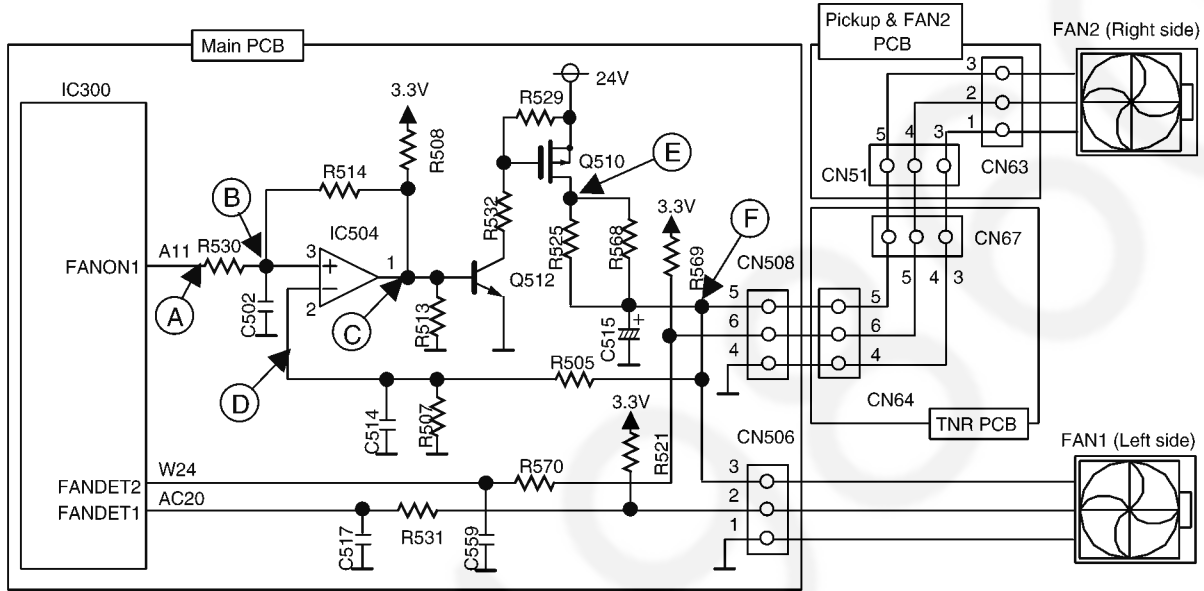 Main PCB
Pickup & FAN2
PCB
FAN2 (Right side)
IC300
24V
3.3V
R529
R508
Q510
E
3
2
1
5
4
3
CN51
CN63
R514
B
IC504
R532
R525
R568
3.3V
R569
F
CN508
CN67
5
4
3
A11
R530
3
+
1
FANON1
A
C502
2
−
C
R513
Q512
+
C515
5
6
4
5
6
4
D
R505
C514
R507
CN64
TNR PCB
3.3V
R521
CN506
FAN1 (Left side)
W24
R570
FANDET2
AC20
FANDET1
3
2
1
C517
R531
C559